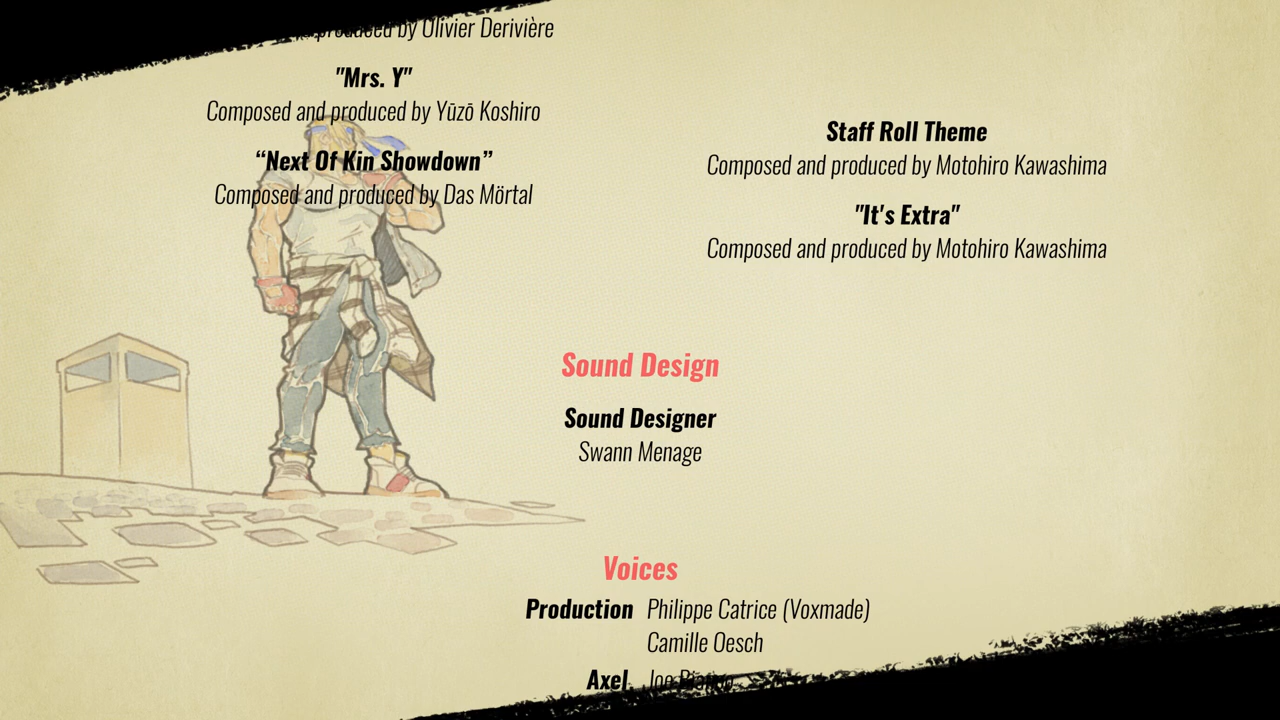 produced by Olivier Derivière
"Mrs. Y"
Composed and produced by Yūzō Koshiro
“Next Of Kin Showdown”
Composed and produced by Das Mörtal
Staff Roll Theme
Composed and produced by Motohiro Kawashima
"It's Extra"
Composed and produced by Motohiro Kawashima
Sound Design
Sound Designer
Swann Menage
Voices
Production Philippe Catrice (Voxmade)
Camille Oesch
Axel Joe